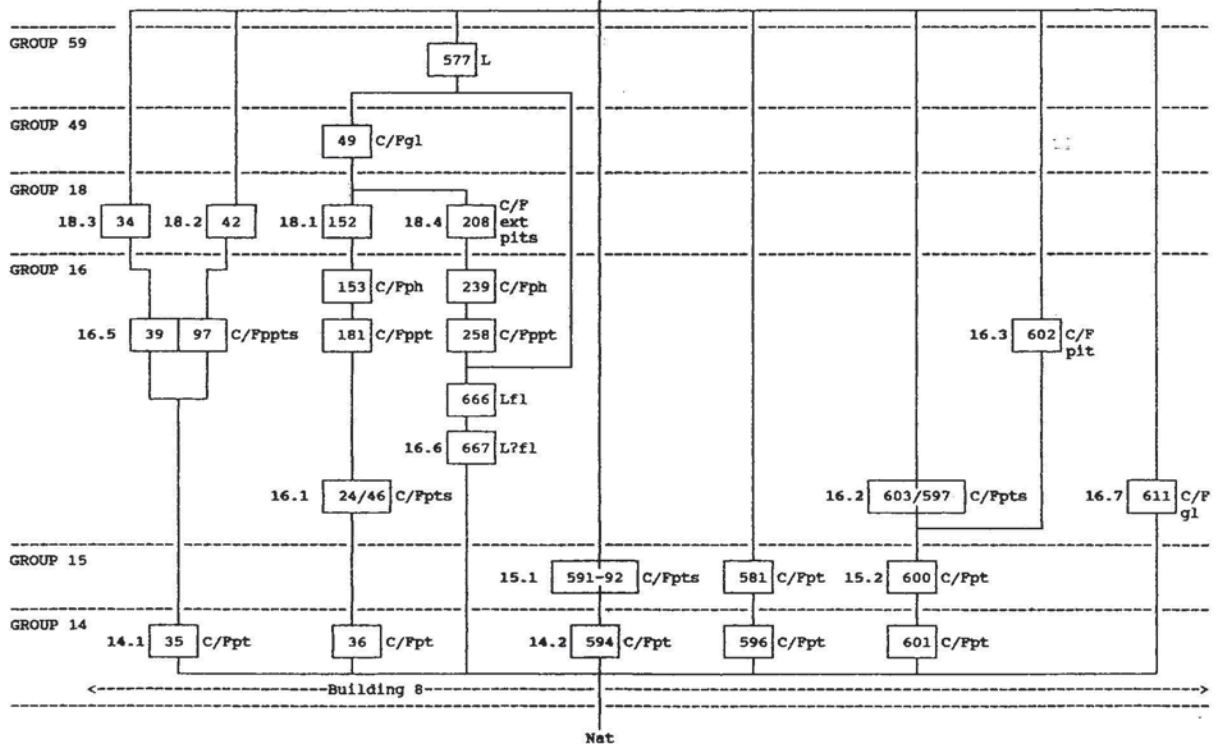 GROUP 59
577 L
GROUP 49
49 C/Fgl
GROUP 18
18.3 34 18.2 42 18.1 152 18.4 208 C/F
ext
pits
GROUP 16
153 C/Fph 239 C/Fph
16.5 39 97 C/Fppts 181 C/Fppt 258 C/Fppt 16.3 602 C/F
pit
666 Lfl
16.6 667 L?fl
16.1 24/46 C/Fpts 16.2 603/597 C/Fpts 16.7 611 C/F
gl
GROUP 15
15.1 591-92 C/Fpts 581 C/Fpt 15.2 600 C/Fpt
GROUP 14
14.1 35 C/Fpt 36 C/Fpt 14.2 594 C/Fpt 596 C/Fpt 601 C/Fpt
Building 8
Nat